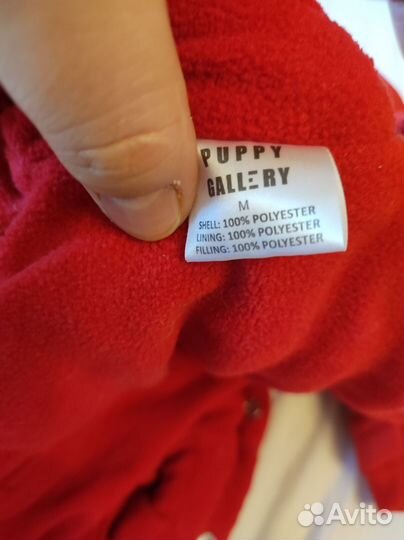 PUPPY
GALLERY
M
SHELL: 100% POLYESTER
LINING: 100% POLYESTER
FILLING: 100% POLYESTER
Avito